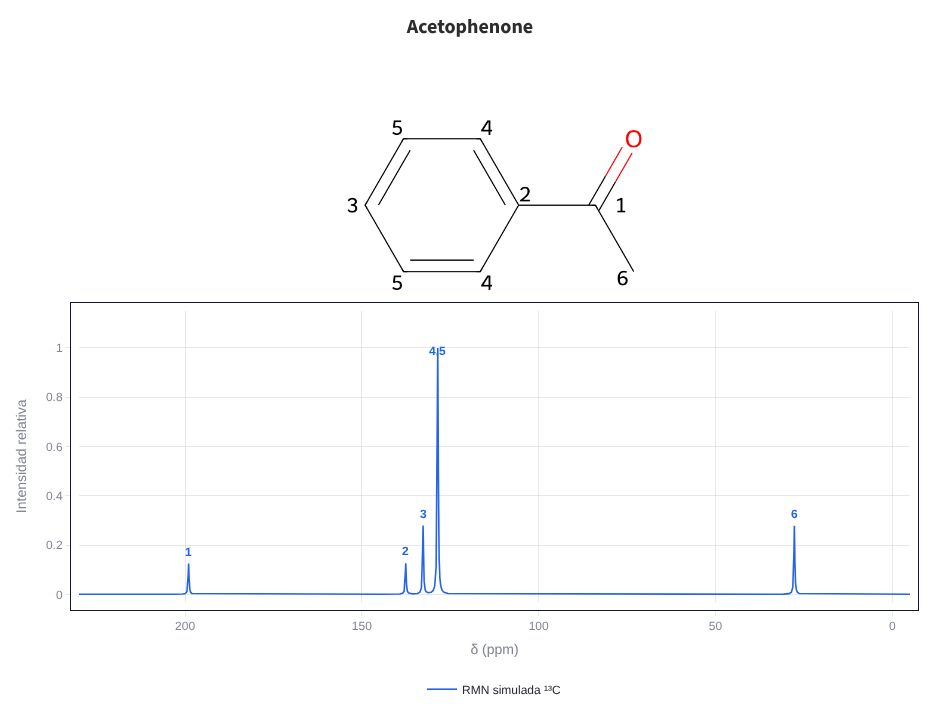 Acetophenone
5 4
O
2
3 1
6
5 4
4 5
1
0.8
0.6
0.4
0.2
0
3
6
1 2
Intensidad relativa
200 150 100 50 0
δ (ppm)
RMN simulada ¹³C